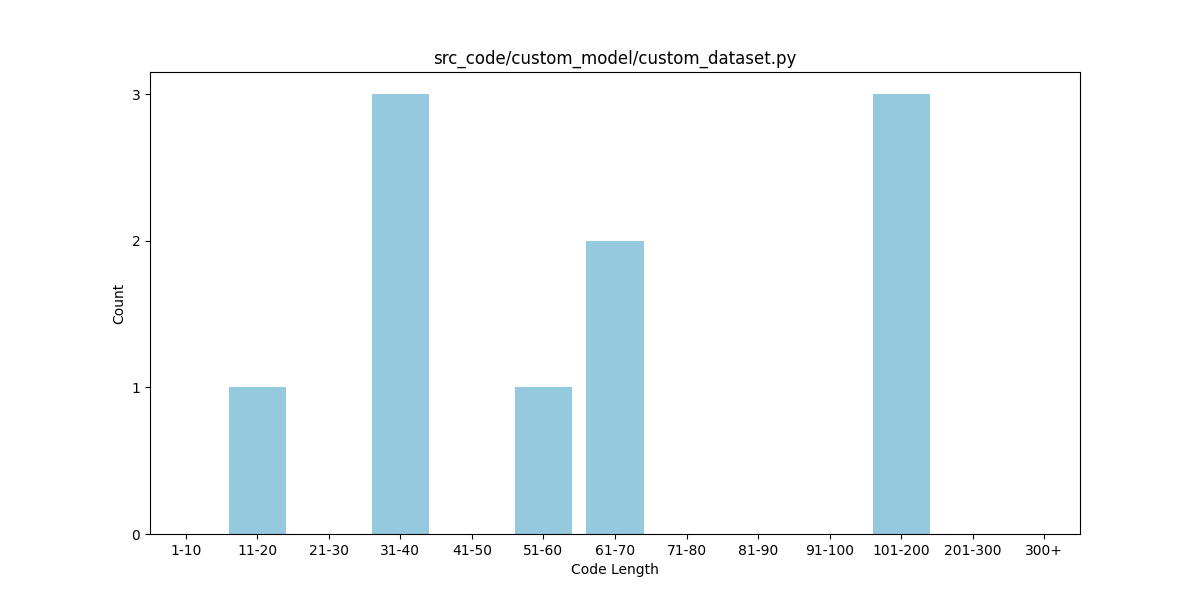 src_code/custom_model/custom_dataset.py
3
2
1
0
Count
1-10 11-20 21-30 31-40 41-50 51-60 61-70 71-80 81-90 91-100 101-200 201-300 300+
Code Length